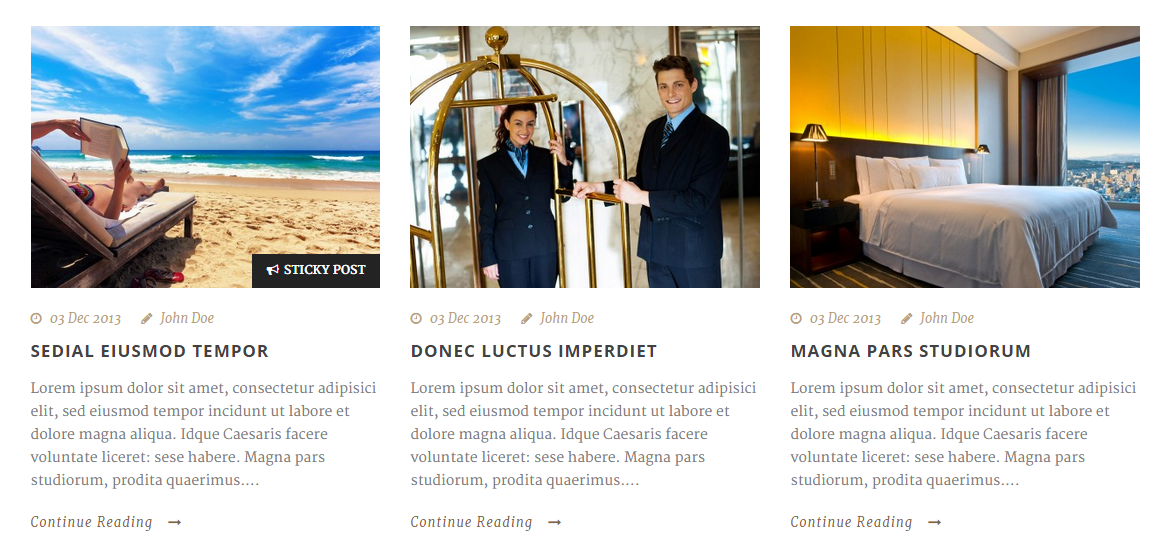 STICKY POST
03 Dec 2013 John Doe
SEDIAL EIUSMOD TEMPOR
Lorem ipsum dolor sit amet, consectetur adipisici
elit, sed eiusmod tempor incidunt ut labore et
dolore magna aliqua. Idque Caesaris facere
voluntate liceret: sese habere. Magna pars
studiorum, prodita quaerimus....
Continue Reading →
03 Dec 2013 John Doe
DONEC LUCTUS IMPERDIET
Lorem ipsum dolor sit amet, consectetur adipisici
elit, sed eiusmod tempor incidunt ut labore et
dolore magna aliqua. Idque Caesaris facere
voluntate liceret: sese habere. Magna pars
studiorum, prodita quaerimus....
Continue Reading →
03 Dec 2013 John Doe
MAGNA PARS STUDIORUM
Lorem ipsum dolor sit amet, consectetur adipisici
elit, sed eiusmod tempor incidunt ut labore et
dolore magna aliqua. Idque Caesaris facere
voluntate liceret: sese habere. Magna pars
studiorum, prodita quaerimus....
Continue Reading →